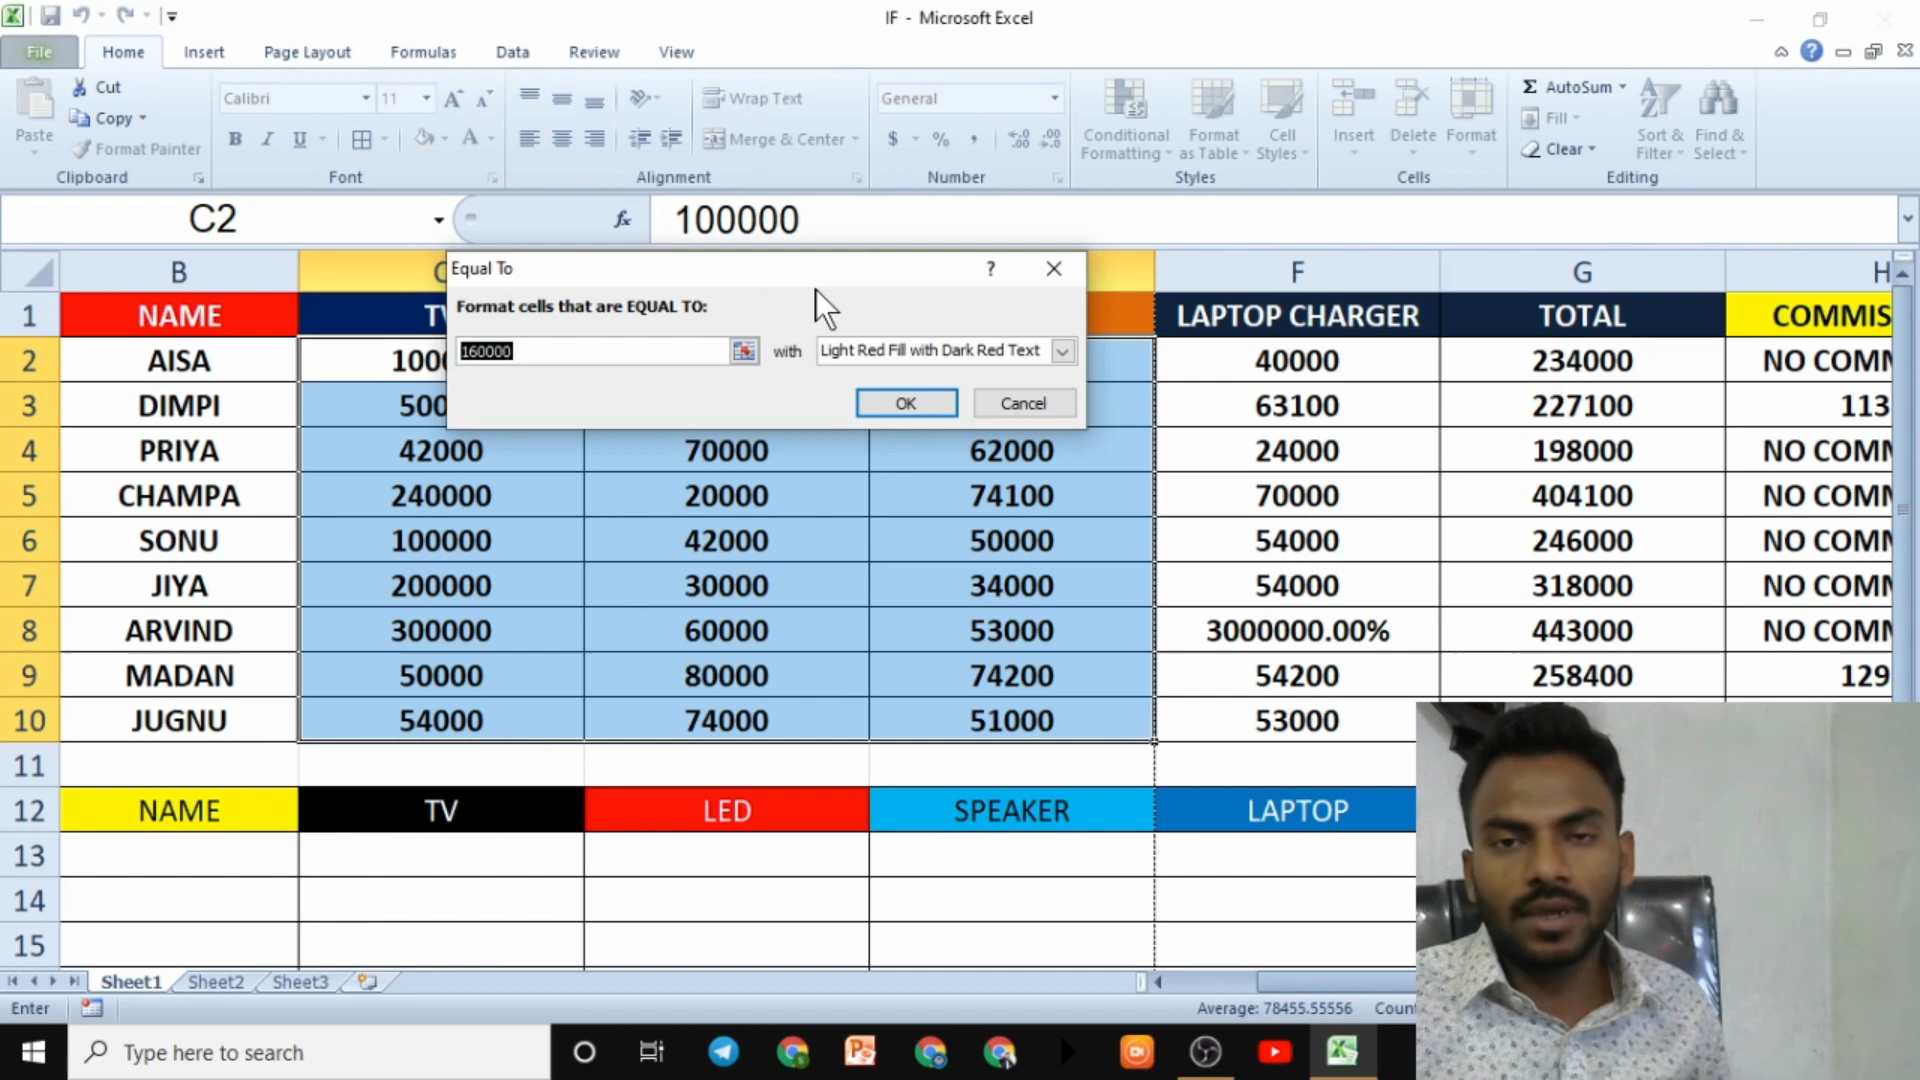 IF - Microsoft Excel
File Home Insert Page Layout Formulas Data Review View
Cut
Copy
Format Painter
Paste
Clipboard
Calibri 11
B I U
Font
Wrap Text
Merge & Center
Alignment
General
$ % ,
Number
Conditional Formatting
Format as Table
Cell Styles
Styles
Insert Delete Format
Cells
Σ AutoSum
Fill
Clear
Sort & Filter
Find & Select
Editing
C2 fx 100000
B F G H
Equal To ?
Format cells that are EQUAL TO:
160000 with Light Red Fill with Dark Red Text
OK Cancel
1 NAME LAPTOP CHARGER TOTAL COMMIS
2 AISA 40000 234000 NO COM
3 DIMPI 63100 227100 113
4 PRIYA 42000 70000 62000 24000 198000 NO COM
5 CHAMPA 240000 20000 74100 70000 404100 NO COM
6 SONU 100000 42000 50000 54000 246000 NO COM
7 JIYA 200000 30000 34000 54000 318000 NO COM
8 ARVIND 300000 60000 53000 3000000.00% 443000 NO COM
9 MADAN 50000 80000 74200 54200 258400 129
10 JUGNU 54000 74000 51000 53000
11
12 NAME TV LED SPEAKER LAPTOP
13
14
15
Sheet1 Sheet2 Sheet3
Enter Average: 78455.55556 Coun
Type here to search